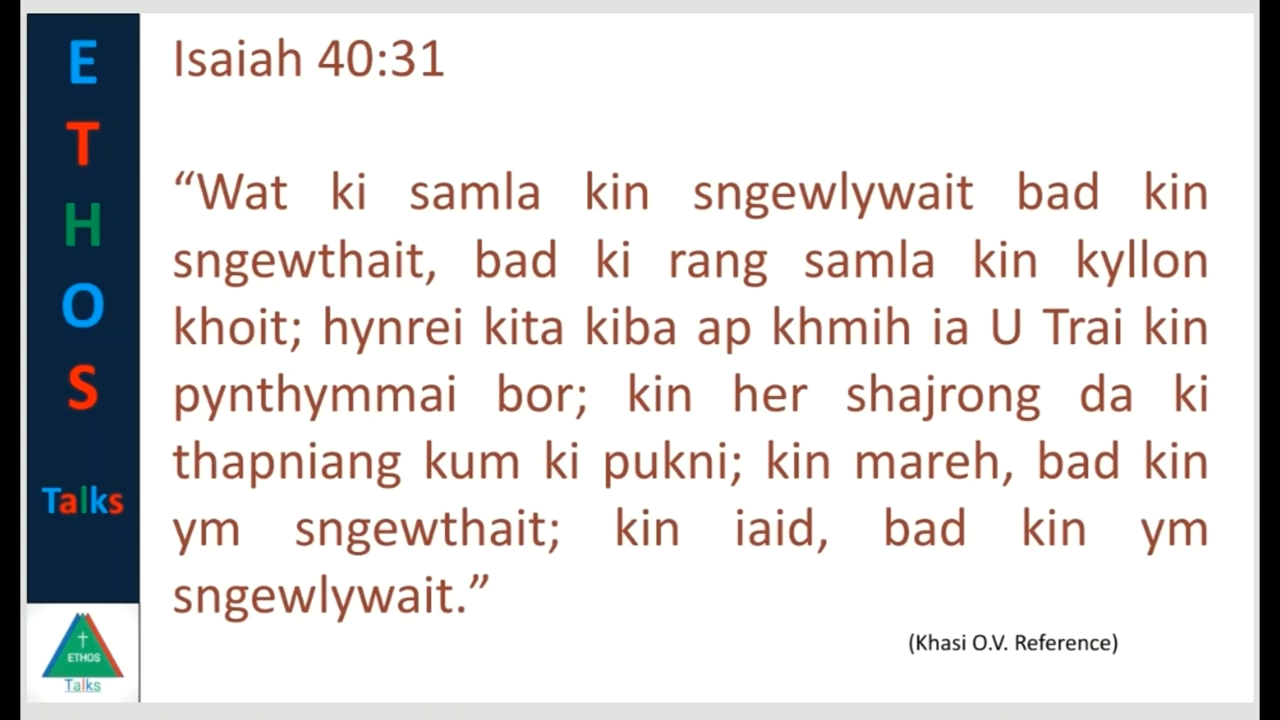 E
T
H
O
S
Talks
ETHOS
Talks
Isaiah 40:31
“Wat ki samla kin sngewlywait bad kin
sngewthait, bad ki rang samla kin kyllon
khoit; hynrei kita kiba ap khmih ia U Trai kin
pynthymmai bor; kin her shajrong da ki
thapniang kum ki pukni; kin mareh, bad kin
ym sngewthait; kin iaid, bad kin ym
sngewlywait.”
(Khasi O.V. Reference)